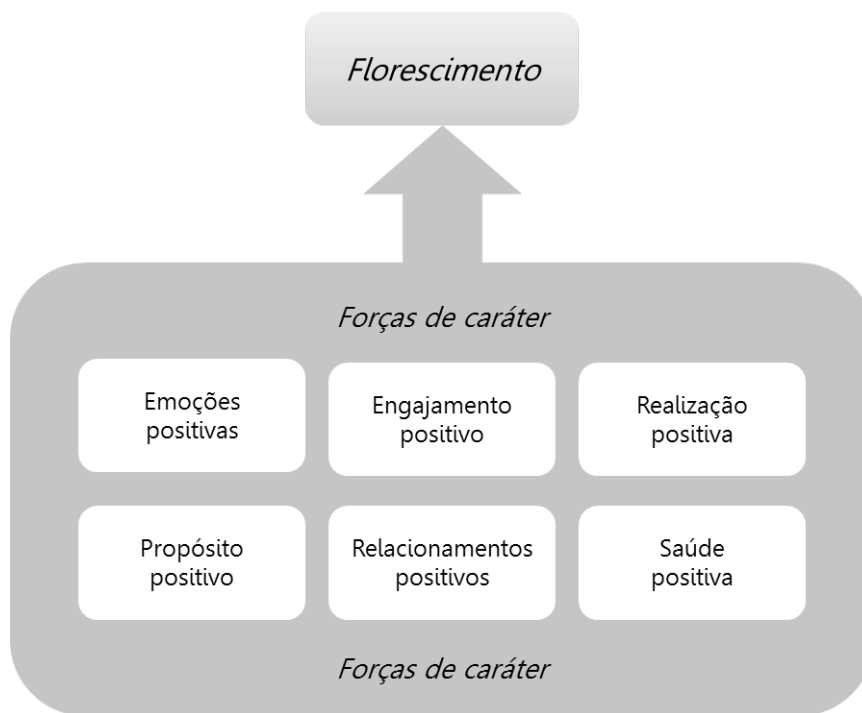 Florescimento
Forças de caráter
Emoções
positivas
Engajamento
positivo
Realização
positiva
Propósito
positivo
Relacionamentos
positivos
Saúde
positiva
Forças de caráter